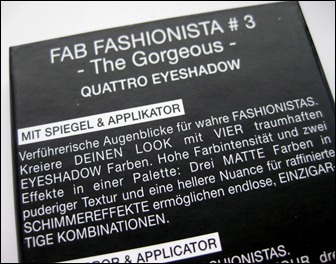 FAB FASHIONISTA # 3
- The Gorgeous -
QUATTRO EYESHADOW
MIT SPIEGEL & APPLIKATOR
Verführerische Augenblicke für wahre FASHIONISTAS.
Kreiere DEINEN LOOK mit VIER traumhaften
EYESHADOW Farben. Hohe Farbintensität und zwei
Effekte in einer Palette: Drei MATTE Farben in
puderiger Textur und eine hellere Nuance für raffinierte
SCHIMMEREFFEKTE ermöglichen endlose, EINZIGAR-
TIGE KOMBINATIONEN.
& APPLICATOR